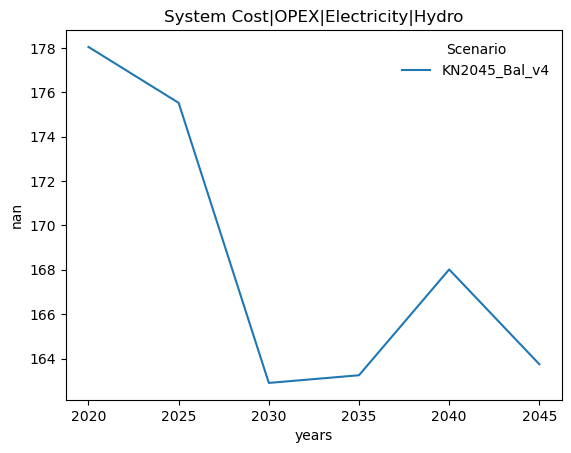 System Cost|OPEX|Electricity|Hydro
Scenario
KN2045_Bal_v4
178
176
174
172
170
168
166
164
nan
2020 2025 2030 2035 2040 2045
years